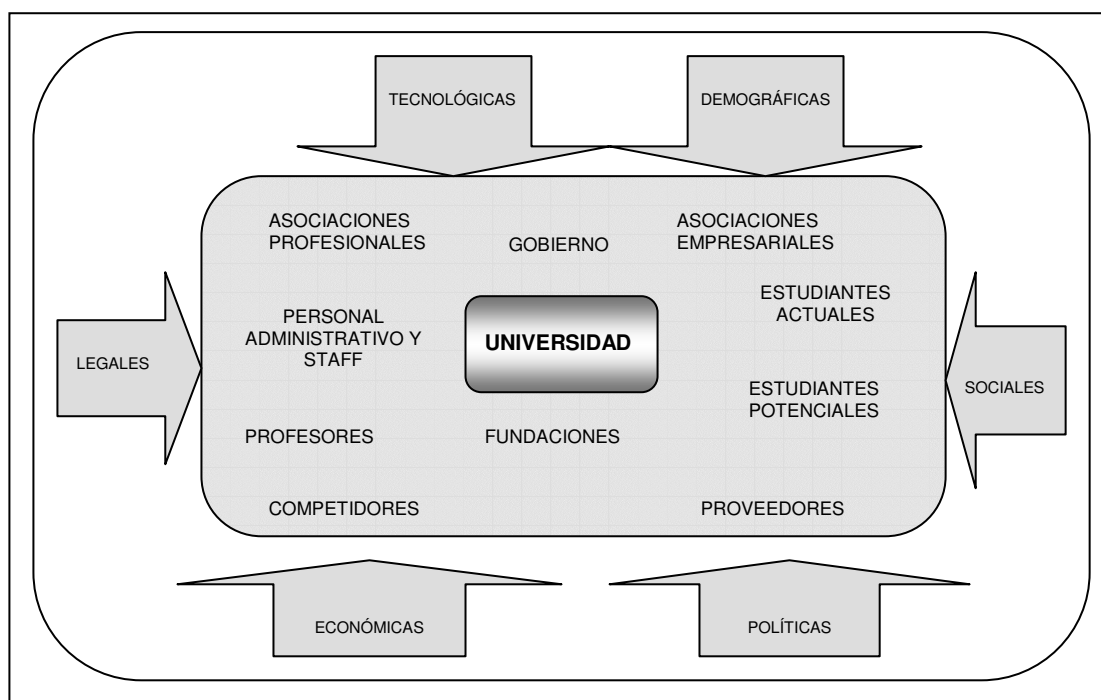 TECNOLÓGICAS
DEMOGRÁFICAS
ASOCIACIONES
PROFESIONALES
GOBIERNO
ASOCIACIONES
EMPRESARIALES
ESTUDIANTES
ACTUALES
PERSONAL
ADMINISTRATIVO Y
STAFF
UNIVERSIDAD
LEGALES
SOCIALES
ESTUDIANTES
POTENCIALES
PROFESORES
FUNDACIONES
COMPETIDORES
PROVEEDORES
ECONÓMICAS
POLÍTICAS